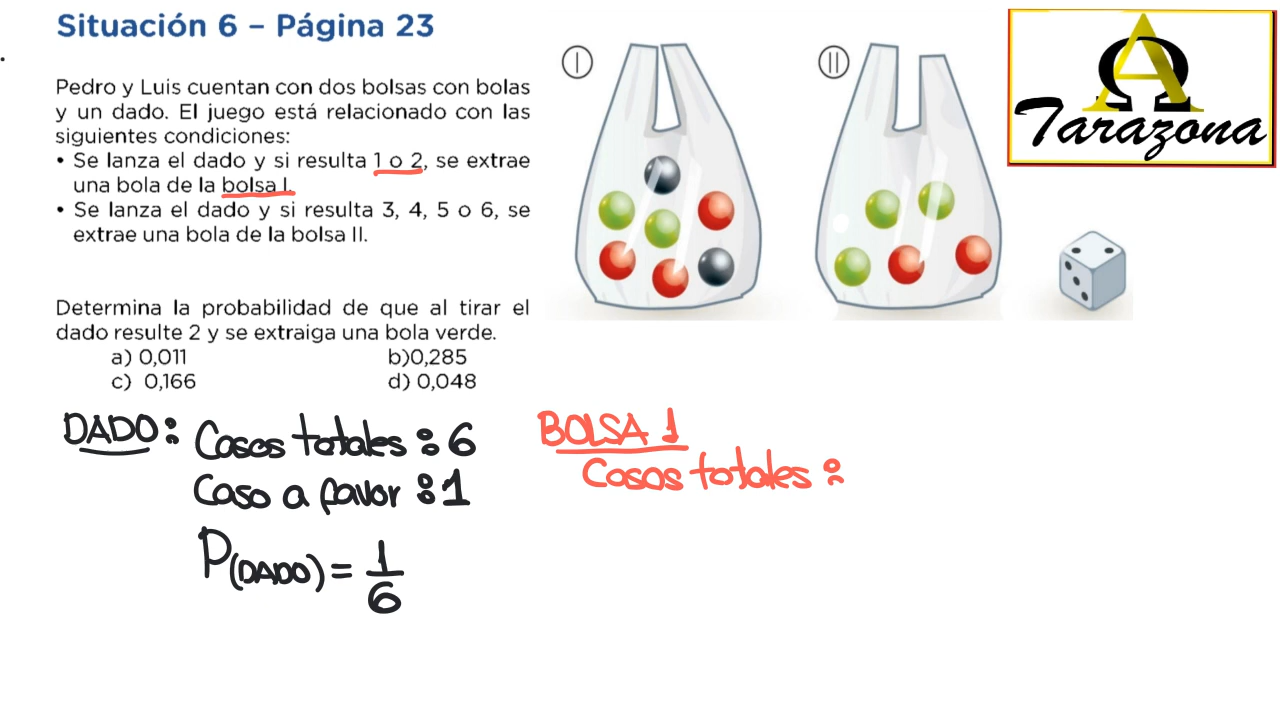 Situación 6 – Página 23
Pedro y Luis cuentan con dos bolsas con bolas
y un dado. El juego está relacionado con las
siguientes condiciones:
• Se lanza el dado y si resulta 1 o 2, se extrae
una bola de la bolsa I.
• Se lanza el dado y si resulta 3, 4, 5 o 6, se
extrae una bola de la bolsa II.
Determina la probabilidad de que al tirar el
dado resulte 2 y se extraiga una bola verde.
a) 0,011 b)0,285
c) 0,166 d) 0,048
I
II
AΩ
Tarazona
DADO: Casos totales : 6
Caso a favor : 1
P(DADO) = 1/6
BOLSA 1
Casos totales :